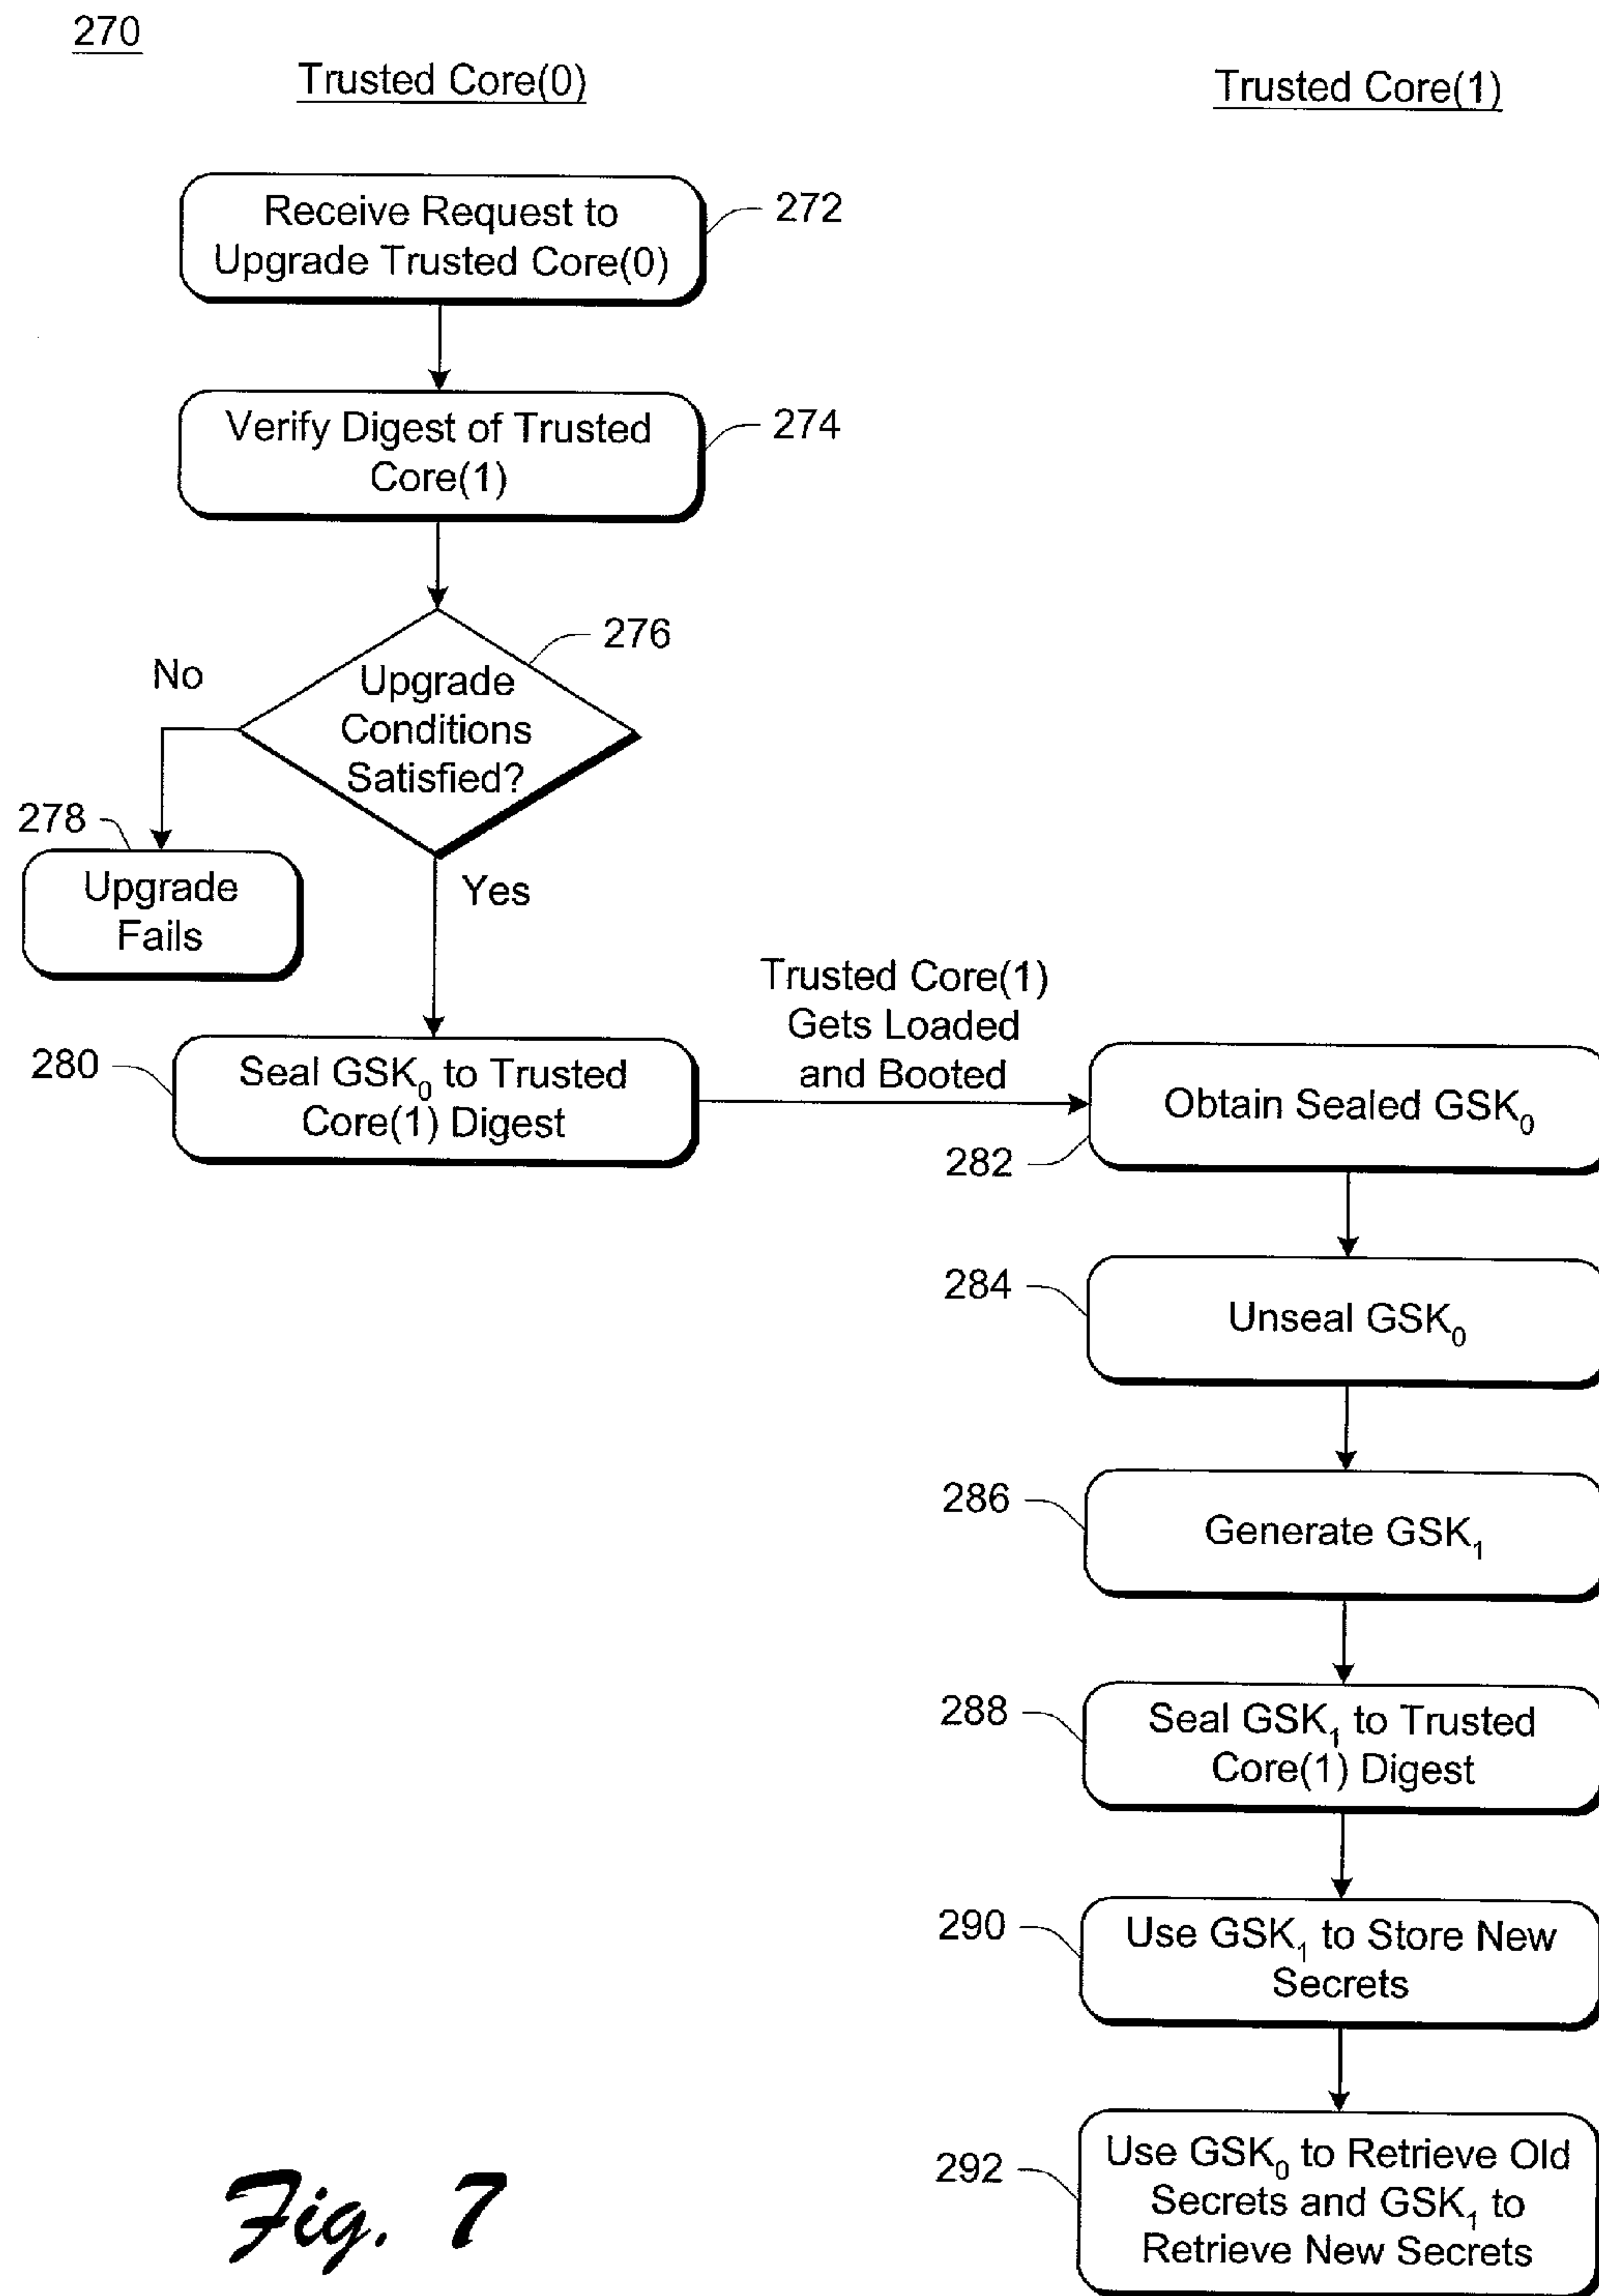 270
Trusted Core(0)
Trusted Core(1)
Receive Request to
Upgrade Trusted Core(0)
272
Verify Digest of Trusted
Core(1)
274
276
No
Upgrade
Conditions
Satisfied?
278
Upgrade
Fails
Yes
Trusted Core(1)
Gets Loaded
and Booted
280
Seal GSK₀ to Trusted
Core(1) Digest
Obtain Sealed GSK₀
282
284
Unseal GSK₀
286
Generate GSK₁
288
Seal GSK₁ to Trusted
Core(1) Digest
290
Use GSK₁ to Store New
Secrets
292
Use GSK₀ to Retrieve Old
Secrets and GSK₁ to
Retrieve New Secrets
Fig. 7